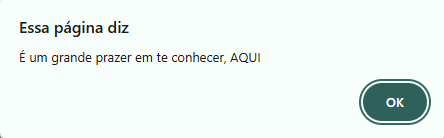 Essa página diz
É um grande prazer em te conhecer, AQUI
OK